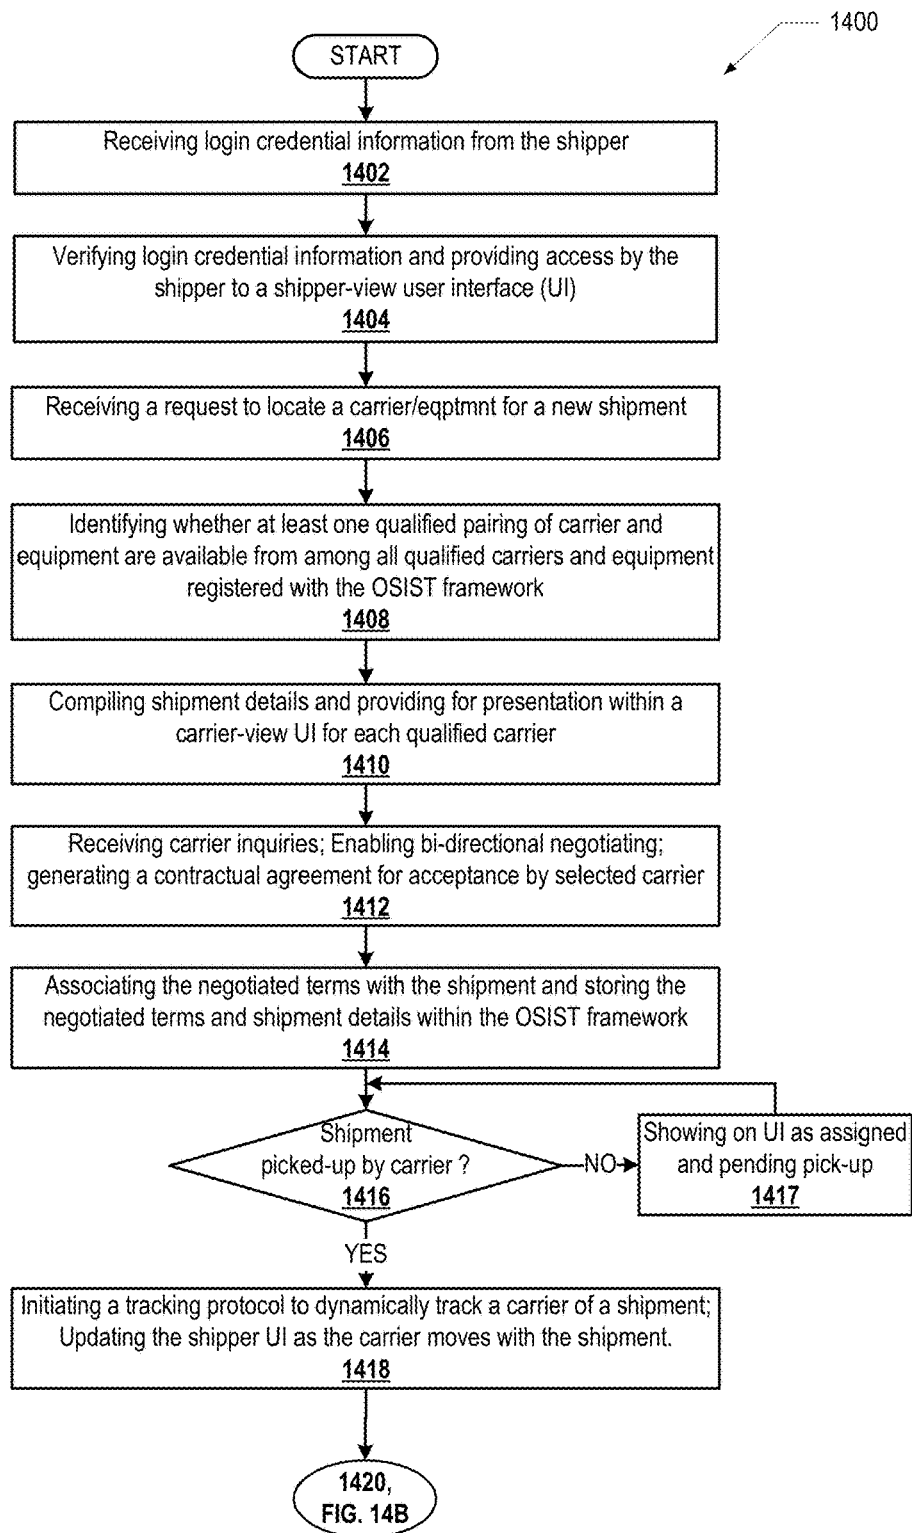 1400
START
Receiving login credential information from the shipper
1402
Verifying login credential information and providing access by the
shipper to a shipper-view user interface (UI)
1404
Receiving a request to locate a carrier/eqptmnt for a new shipment
1406
Identifying whether at least one qualified pairing of carrier and
equipment are available from among all qualified carriers and equipment
registered with the OSIST framework
1408
Compiling shipment details and providing for presentation within a
carrier-view UI for each qualified carrier
1410
Receiving carrier inquiries; Enabling bi-directional negotiating;
generating a contractual agreement for acceptance by selected carrier
1412
Associating the negotiated terms with the shipment and storing the
negotiated terms and shipment details within the OSIST framework
1414
Shipment
picked-up by carrier ?
1416
NO
Showing on UI as assigned
and pending pick-up
1417
YES
Initiating a tracking protocol to dynamically track a carrier of a shipment;
Updating the shipper UI as the carrier moves with the shipment.
1418
1420,
FIG. 14B